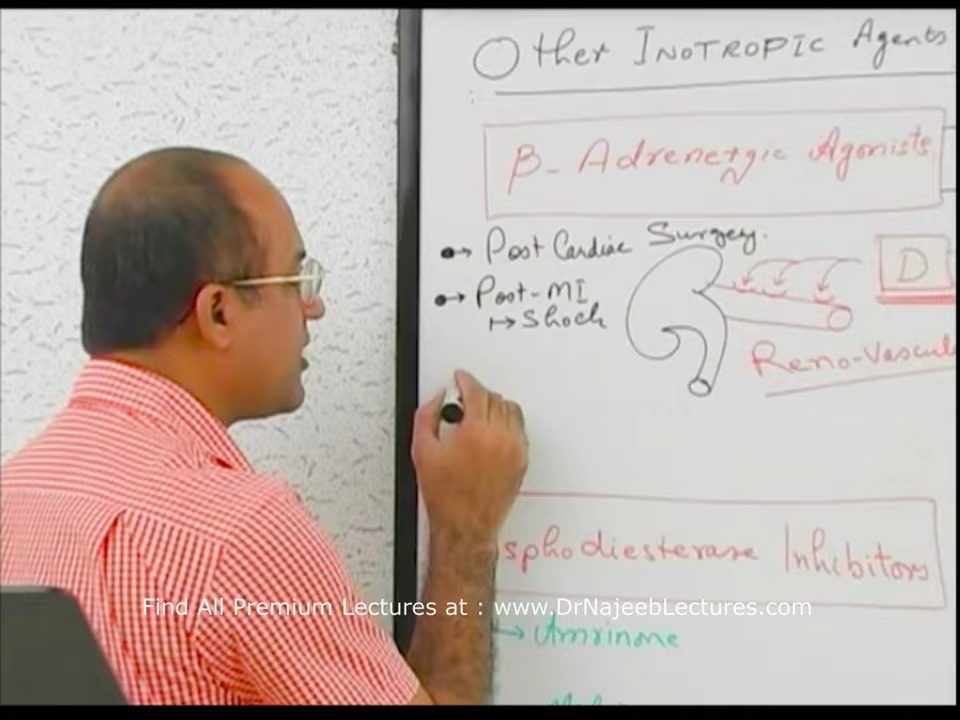 Other INOTROPIC Agents
β- Adrenergic Agonists
Post Cardiac Surgery.
Post-MI
↦ Shock
D
Reno-Vascul
sphodiesterase Inhibitors
Find All Premium Lectures at : www.DrNajeebLectures.com
→ Amrinone